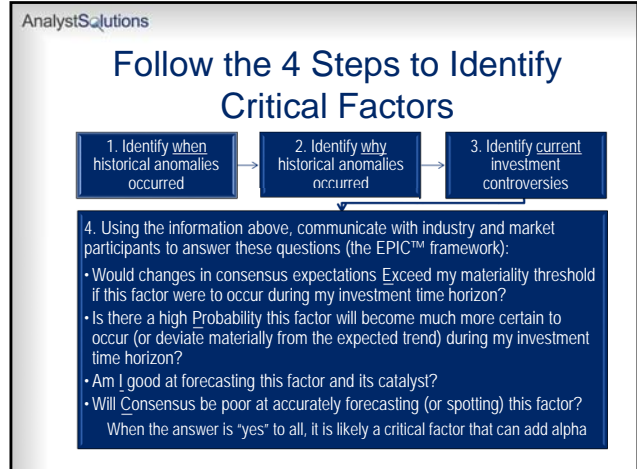 AnalystSolutions
Follow the 4 Steps to Identify
Critical Factors
1. Identify when
historical anomalies
occurred
2. Identify why
historical anomalies
occurred
3. Identify current
investment
controversies
4. Using the information above, communicate with industry and market
participants to answer these questions (the EPIC™ framework):
• Would changes in consensus expectations Exceed my materiality threshold
if this factor were to occur during my investment time horizon?
• Is there a high Probability this factor will become much more certain to
occur (or deviate materially from the expected trend) during my investment
time horizon?
• Am I good at forecasting this factor and its catalyst?
• Will Consensus be poor at accurately forecasting (or spotting) this factor?
When the answer is “yes” to all, it is likely a critical factor that can add alpha